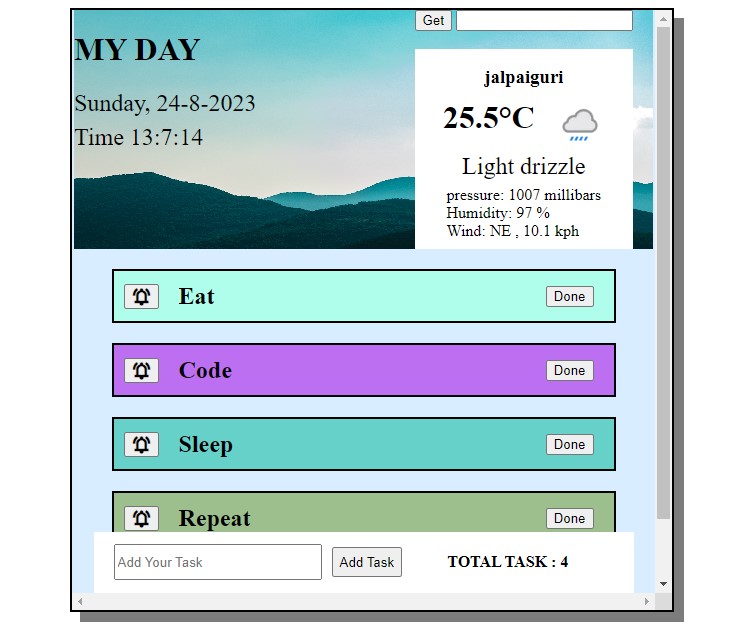 MY DAY
Sunday, 24-8-2023
Time 13:7:14
Get
jalpaiguri
25.5°C
Light drizzle
pressure: 1007 millibars
Humidity: 97 %
Wind: NE , 10.1 kph
Eat Done
Code Done
Sleep Done
Repeat Done
Add Your Task Add Task TOTAL TASK : 4